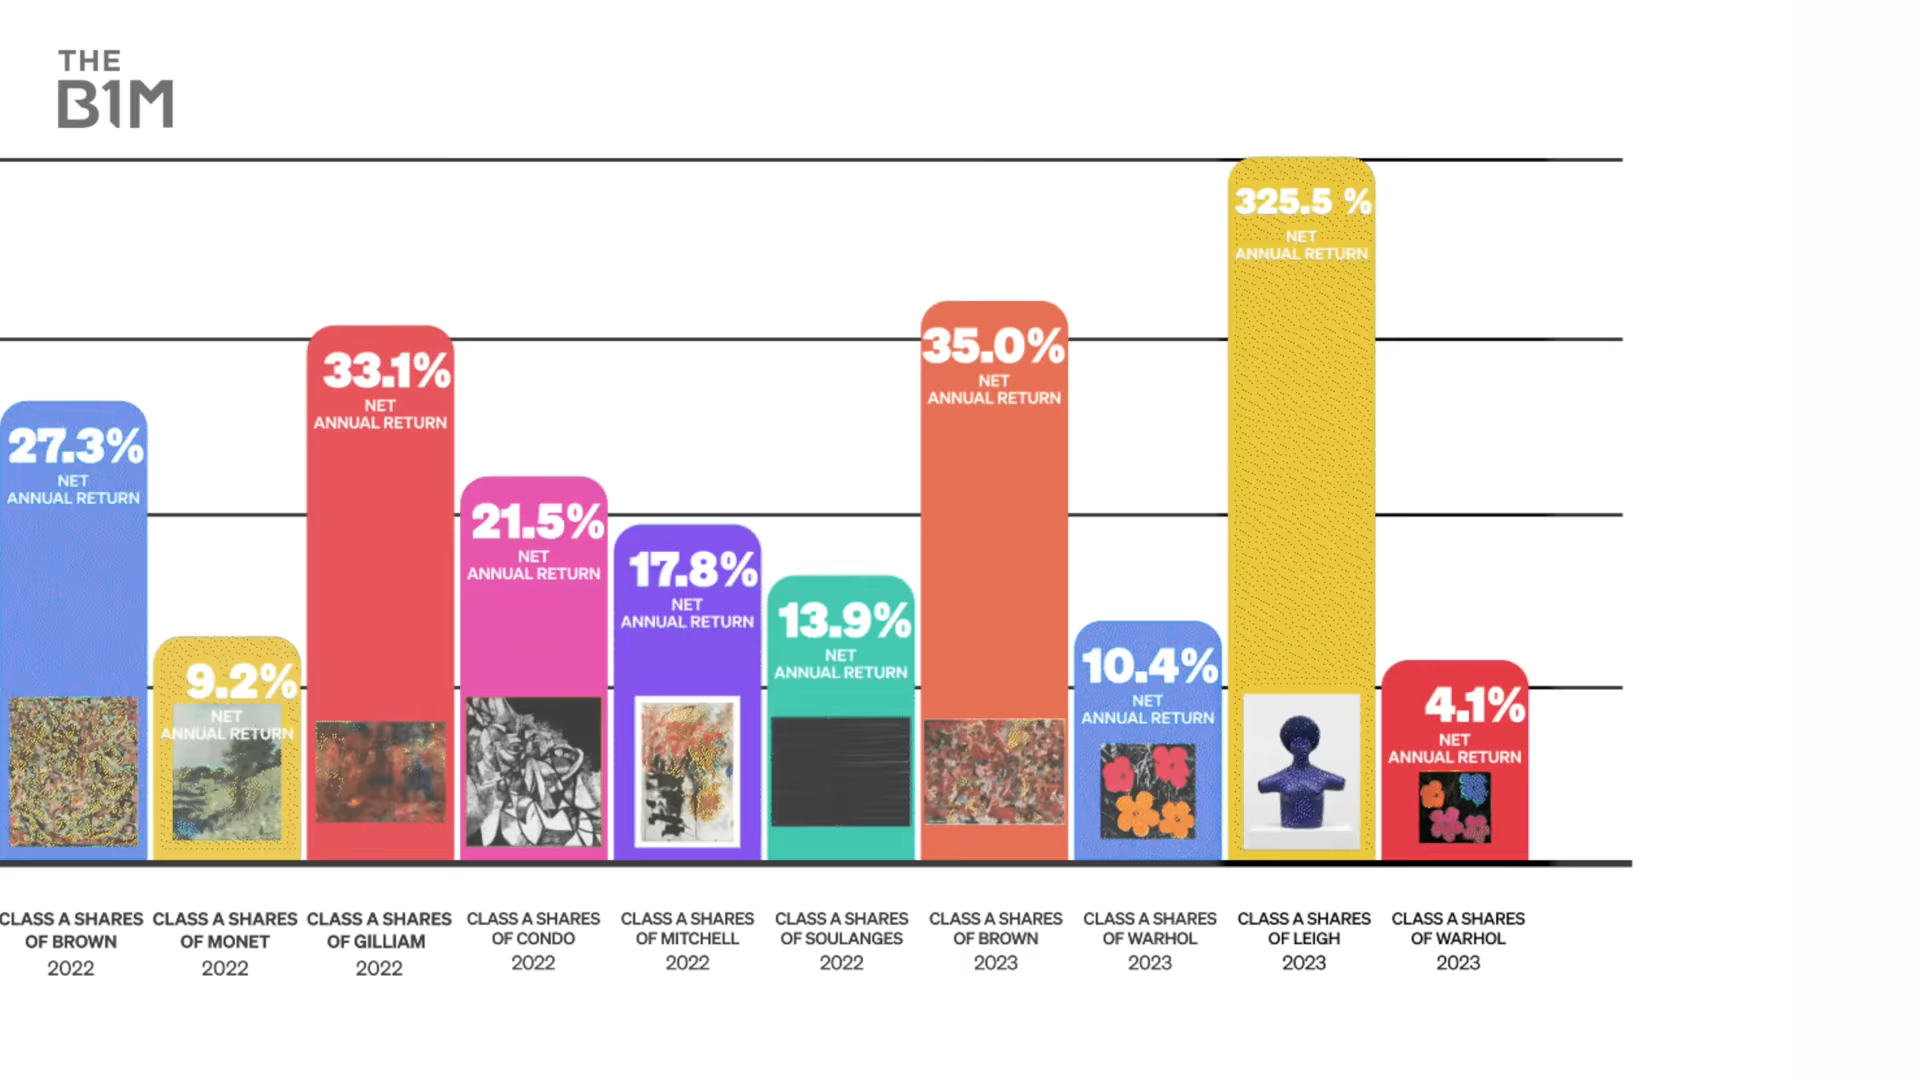 THE
B1M
27.3%
NET
ANNUAL RETURN
9.2%
NET
ANNUAL RETURN
33.1%
NET
ANNUAL RETURN
21.5%
NET
ANNUAL RETURN
17.8%
NET
ANNUAL RETURN
13.9%
NET
ANNUAL RETURN
35.0%
NET
ANNUAL RETURN
10.4%
NET
ANNUAL RETURN
325.5 %
NET
ANNUAL RETURN
4.1%
NET
ANNUAL RETURN
CLASS A SHARES
OF BROWN
2022
CLASS A SHARES
OF MONET
2022
CLASS A SHARES
OF GILLIAM
2022
CLASS A SHARES
OF CONDO
2022
CLASS A SHARES
OF MITCHELL
2022
CLASS A SHARES
OF SOULANGES
2022
CLASS A SHARES
OF BROWN
2023
CLASS A SHARES
OF WARHOL
2023
CLASS A SHARES
OF LEIGH
2023
CLASS A SHARES
OF WARHOL
2023